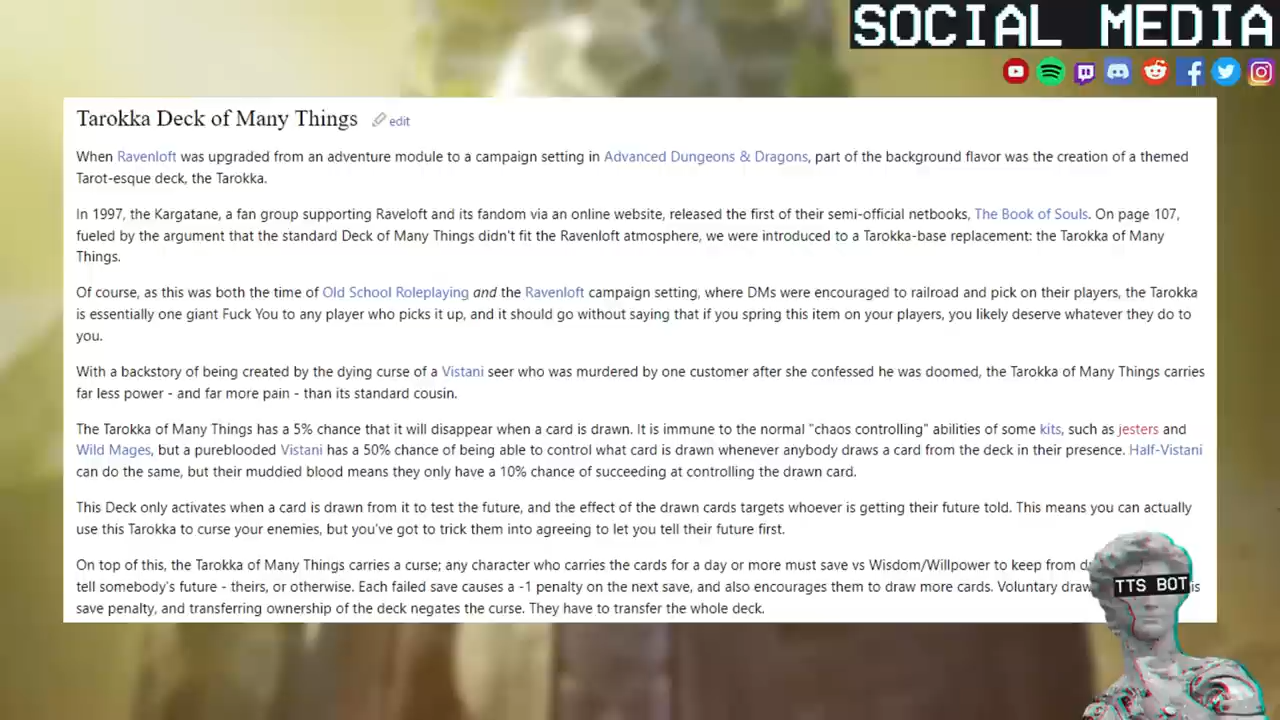 SOCIAL MEDIA
Tarokka Deck of Many Things edit
When Ravenloft was upgraded from an adventure module to a campaign setting in Advanced Dungeons & Dragons, part of the background flavor was the creation of a themed
Tarot-esque deck, the Tarokka.
In 1997, the Kargatane, a fan group supporting Raveloft and its fandom via an online website, released the first of their semi-official netbooks, The Book of Souls. On page 107,
fueled by the argument that the standard Deck of Many Things didn't fit the Ravenloft atmosphere, we were introduced to a Tarokka-base replacement: the Tarokka of Many
Things.
Of course, as this was both the time of Old School Roleplaying and the Ravenloft campaign setting, where DMs were encouraged to railroad and pick on their players, the Tarokka
is essentially one giant Fuck You to any player who picks it up, and it should go without saying that if you spring this item on your players, you likely deserve whatever they do to
you.
With a backstory of being created by the dying curse of a Vistani seer who was murdered by one customer after she confessed he was doomed, the Tarokka of Many Things carries
far less power - and far more pain - than its standard cousin.
The Tarokka of Many Things has a 5% chance that it will disappear when a card is drawn. It is immune to the normal "chaos controlling" abilities of some kits, such as jesters and
Wild Mages, but a pureblooded Vistani has a 50% chance of being able to control what card is drawn whenever anybody draws a card from the deck in their presence. Half-Vistani
can do the same, but their muddied blood means they only have a 10% chance of succeeding at controlling the drawn card.
This Deck only activates when a card is drawn from it to test the future, and the effect of the drawn cards targets whoever is getting their future told. This means you can actually
use this Tarokka to curse your enemies, but you've got to trick them into agreeing to let you tell their future first.
On top of this, the Tarokka of Many Things carries a curse; any character who carries the cards for a day or more must save vs Wisdom/Willpower to keep from
tell somebody's future - theirs, or otherwise. Each failed save causes a -1 penalty on the next save, and also encourages them to draw more cards. Voluntary
save penalty, and transferring ownership of the deck negates the curse. They have to transfer the whole deck.
TTS BOT